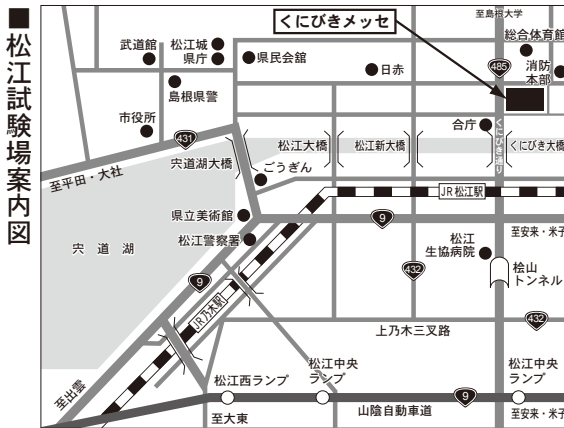 ■松江試験場案内図
くにびきメッセ
至島根大学
総合体育館
武道館
松江城
県庁
県民会館
日赤
485
消防
本部
島根県警
市役所
合庁
431
宍道湖大橋
松江大橋
松江新大橋
くにびき通り
くにびき大橋
至平田・大社
ごうぎん
JR松江駅
県立美術館
9
至安来・米子
松江警察署
宍道湖
松江
生協病院
9
432
桧山
トンネル
JR乃木駅
432
上乃木三叉路
至出雲
松江西ランプ
松江中央
ランプ
松江中央
ランプ
9
至大東
山陰自動車道
至安来・米子